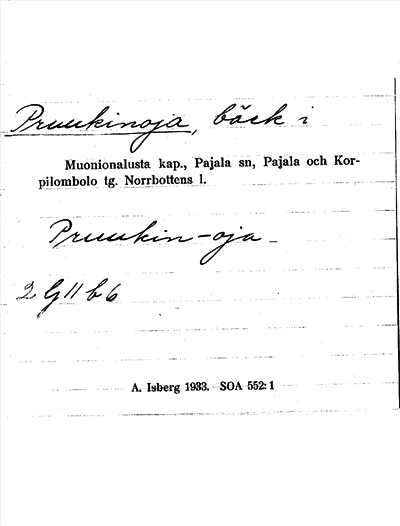 Pruukinoja, bäck i
Muonionalusta kap., Pajala sn, Pajala och Kor-
pilombolo tg. Norrbottens l.
Pruukin-oja
2 G 11 b 6
A. Isberg 1933. SOA 552:1